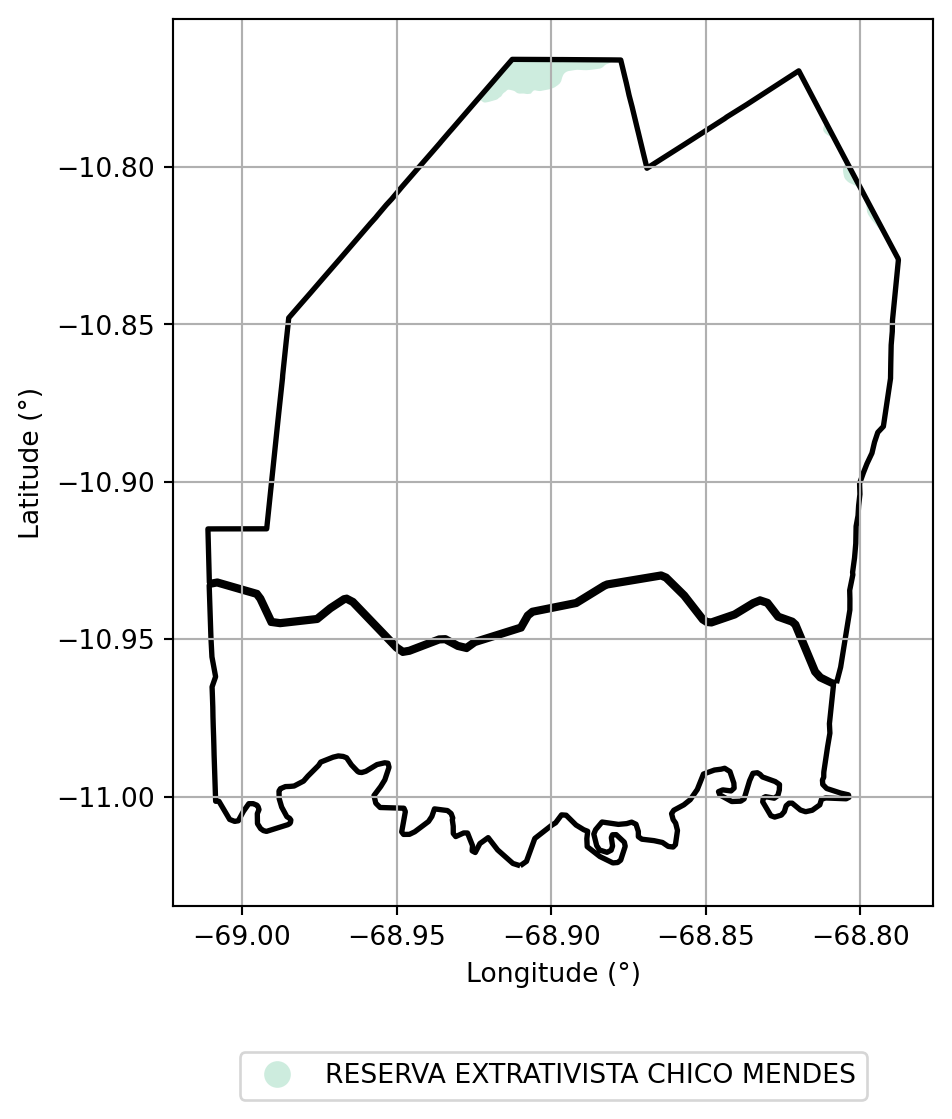 −10.80
−10.85
−10.90
−10.95
−11.00
Latitude (°)
−69.00 −68.95 −68.90 −68.85 −68.80
Longitude (°)
RESERVA EXTRATIVISTA CHICO MENDES